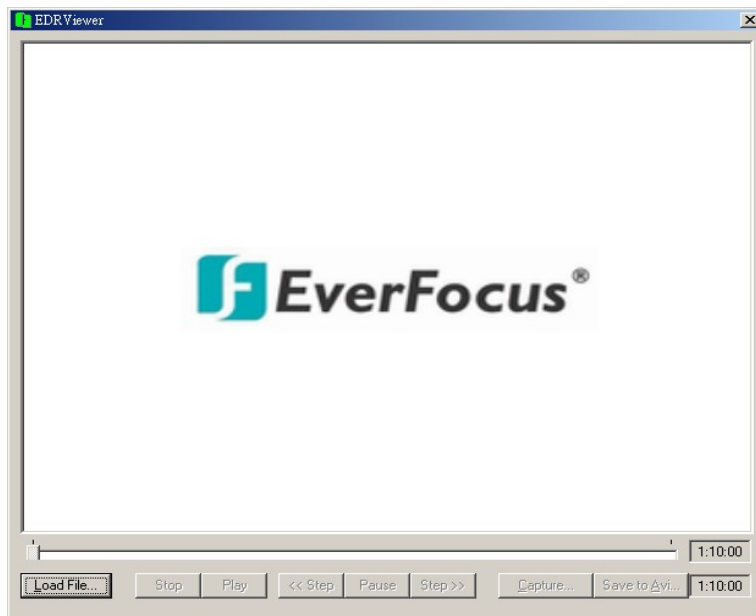 EDRViewer
EverFocus®
1:10:00
Load File... Stop Play << Step Pause Step >> Capture... Save to Avi... 1:10:00